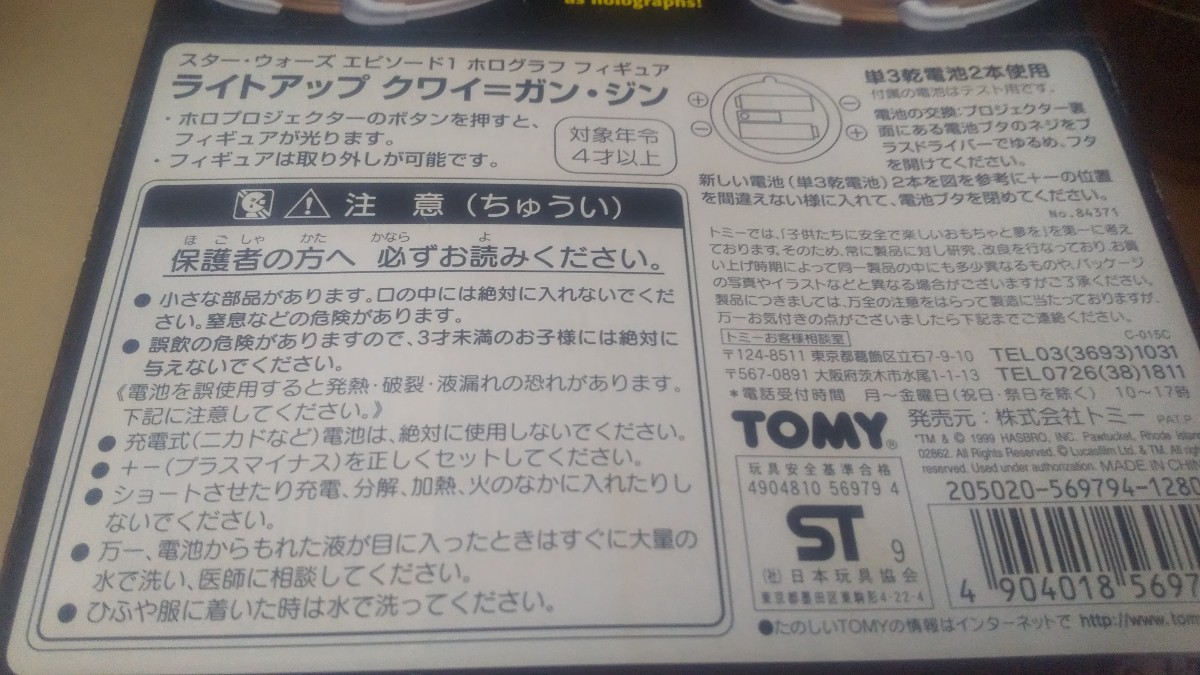 as holographs!
スター・ウォーズ エピソード1 ホログラフ フィギュア
ライトアップ クワイ=ガン・ジン
・ホロプロジェクターのボタンを押すと、
フィギュアが光ります。
・フィギュアは取り外しが可能です。
対象年令
4才以上
注 意 (ちゅうい)
ほごしゃ かた かなら よ
保護者の方へ 必ずお読みください。
● 小さな部品があります。口の中には絶対に入れないでくだ
さい。窒息などの危険があります。
● 誤飲の危険がありますので、3才未満のお子様には絶対に
与えないでください。
《電池を誤使用すると発熱・破裂・液漏れの恐れがあります。
下記に注意してください。》
● 充電式(ニカドなど)電池は、絶対に使用しないでください。
● +−(プラスマイナス)を正しくセットしてください。
● ショートさせたり充電、分解、加熱、火のなかに入れたりし
ないでください。
● 万一、電池からもれた液が目に入ったときはすぐに大量の
水で洗い、医師に相談してください。
● ひふや服に着いた時は水で洗ってください。
+ − − +
単3乾電池2本使用
付属の電池はテスト用です。
電池の交換:プロジェクター裏
面にある電池ブタのネジをプ
ラスドライバーでゆるめ、フタ
を開けてください。
新しい電池(単3乾電池)2本を図を参考に+−の位置
を間違えない様に入れて、電池ブタを閉めてください。
No.84371
トミーでは、「子供たちに安全で楽しいおもちゃと夢を」を第一に考え
ております。そのため、常に製品に対し研究、改良を行なっており、お買
い上げ時期によって同一製品の中にも多少異なるものや、パッケージ
の写真やイラストなどと異なる場合がございますがご了承ください。
製品につきましては、万全の注意をはらって製造に当たっておりますが、
万一お気付きの点がございましたら下記までご連絡ください。
C-015C
トミーお客様相談室
〒124-8511 東京都葛飾区立石7-9-10 TEL03(3693)1031
〒567-0891 大阪府茨木市水尾1-1-13 TEL0726(38)1811
*電話受付時間 月〜金曜日(祝日・祭日を除く) 10〜17時
TOMY® 発売元:株式会社トミー PAT.P
*TM & © 1999 HASBRO, INC. Pawtucket, Rhode Island
02862. All Rights Reserved. © Lucasfilm Ltd. & TM. All
reserved. Used under authorization. MADE IN
205020-569794-1280
玩具安全基準合格
4904810 56979 4
ST 9
(社)日本玩具協会
東京都墨田区東駒形4-22-4
4 904018 5697
●たのしいTOMYの情報はインターネットで http://www.tom